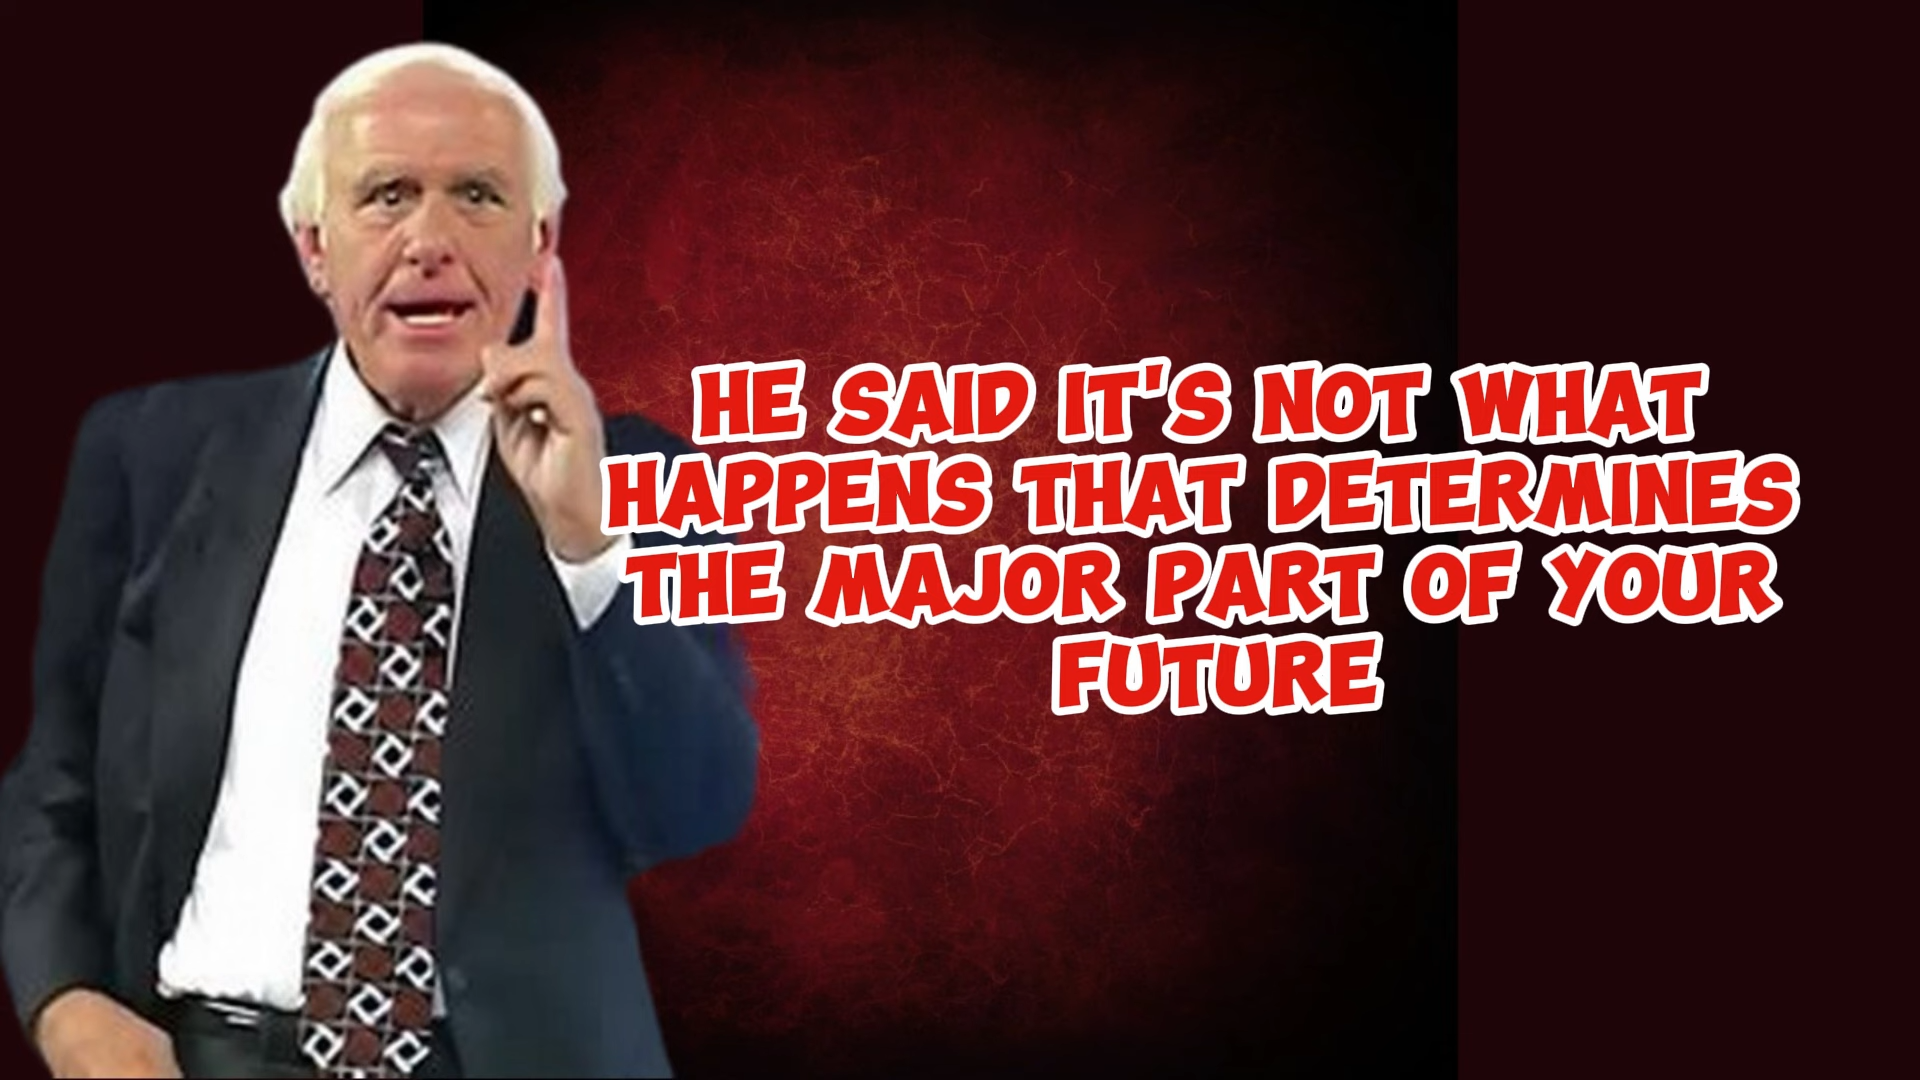 HE SAID IT'S NOT WHAT
HAPPENS THAT DETERMINES
THE MAJOR PART OF YOUR
FUTURE